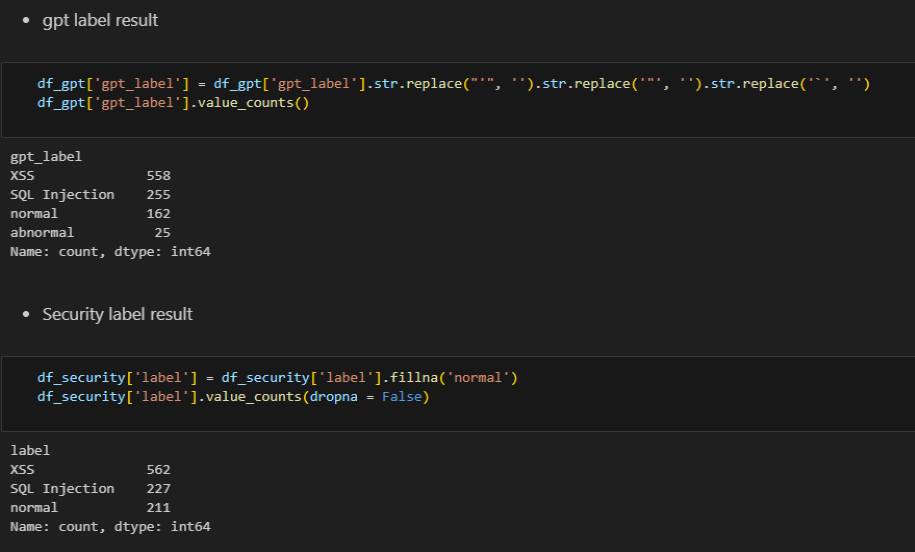 • gpt label result
df_gpt['gpt_label'] = df_gpt['gpt_label'].str.replace("'", '').str.replace('"', '').str.replace('`', '')
df_gpt['gpt_label'].value_counts()
gpt_label
XSS              558
SQL Injection    255
normal           162
abnormal          25
Name: count, dtype: int64
• Security label result
df_security['label'] = df_security['label'].fillna('normal')
df_security['label'].value_counts(dropna = False)
label
XSS              562
SQL Injection    227
normal           211
Name: count, dtype: int64